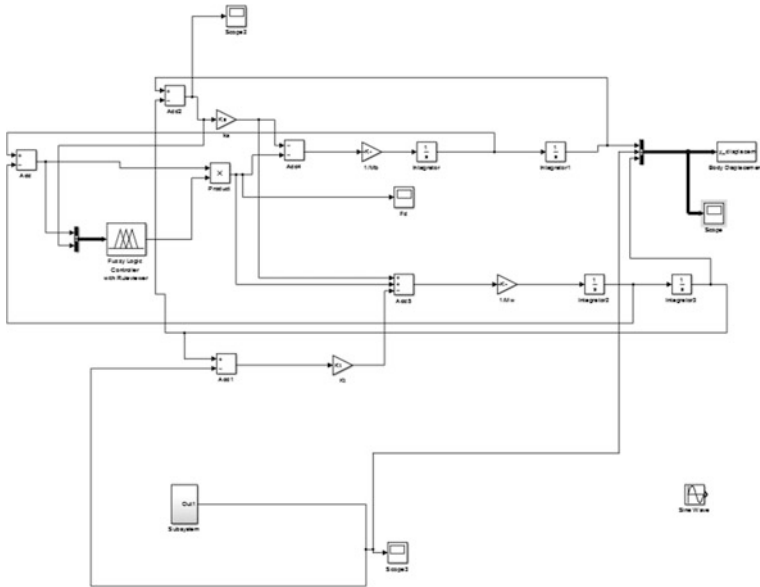 Scope2
Add2
Ks
Add
Add4
1/Mb
Integrator
Integrator1
Body Displacement
Product
Fd
Scope
Fuzzy Logic
Controller
with Ruleviewer
Add3
1/Mw
Integrator2
Integrator3
Add1
Kt
Out1
Subsystem
Scope3
Sine Wave